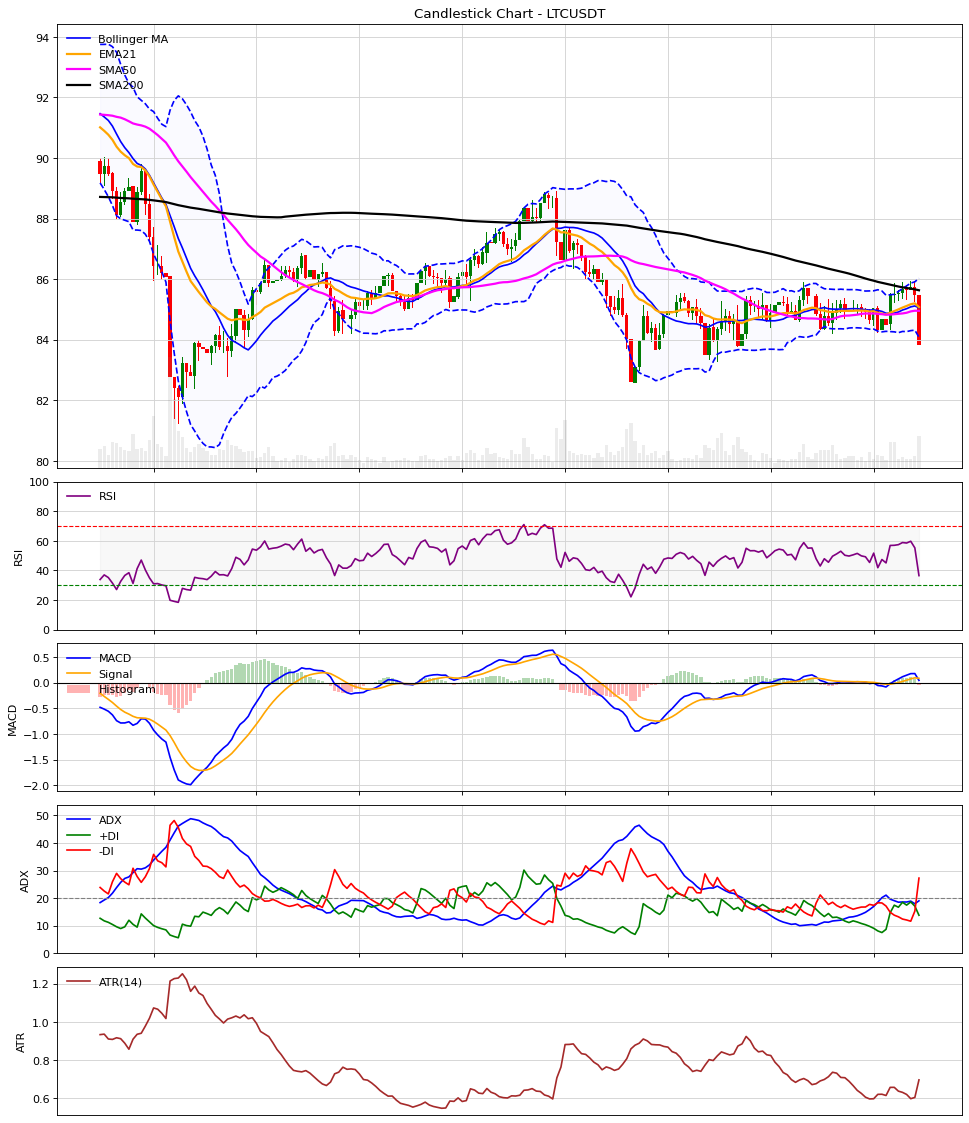 Candlestick Chart - LTCUSDT
94
92
90
88
86
84
82
80
Bollinger MA
EMA21
SMA50
SMA200
100
80
60
40
20
0
RSI
RSI
0.5
0.0
−0.5
−1.0
−1.5
−2.0
MACD
MACD
Signal
Histogram
50
40
30
20
10
0
ADX
ADX
+DI
-DI
1.2
1.0
0.8
0.6
ATR
ATR(14)